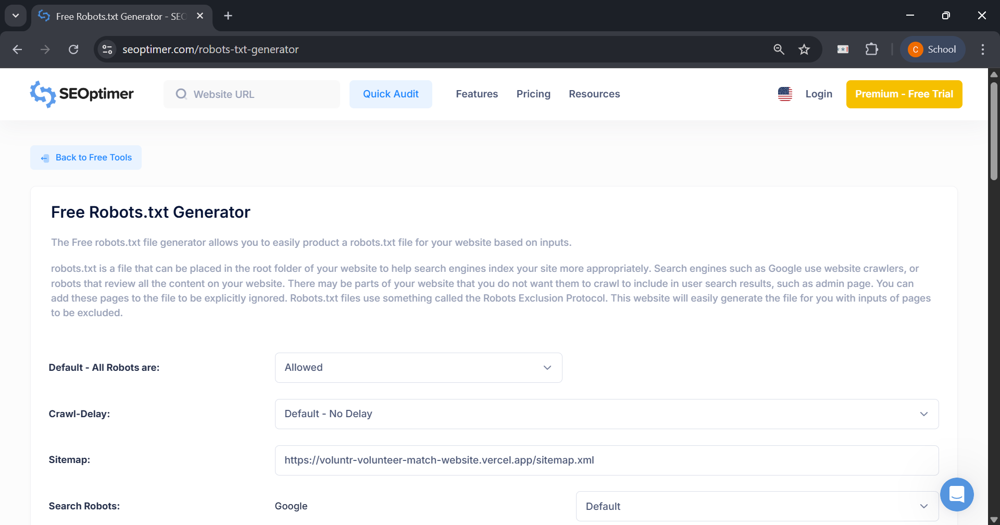 Free Robots.txt Generator - SEO
seoptimer.com/robots-txt-generator
C School
SEOptimer
Website URL
Quick Audit
Features
Pricing
Resources
Login
Premium - Free Trial
Back to Free Tools
Free Robots.txt Generator
The Free robots.txt file generator allows you to easily product a robots.txt file for your website based on inputs.
robots.txt is a file that can be placed in the root folder of your website to help search engines index your site more appropriately. Search engines such as Google use website crawlers, or
robots that review all the content on your website. There may be parts of your website that you do not want them to crawl to include in user search results, such as admin page. You can
add these pages to the file to be explicitly ignored. Robots.txt files use something called the Robots Exclusion Protocol. This website will easily generate the file for you with inputs of pages
to be excluded.
Default - All Robots are:
Allowed
Crawl-Delay:
Default - No Delay
Sitemap:
https://voluntr-volunteer-match-website.vercel.app/sitemap.xml
Search Robots:
Google
Default